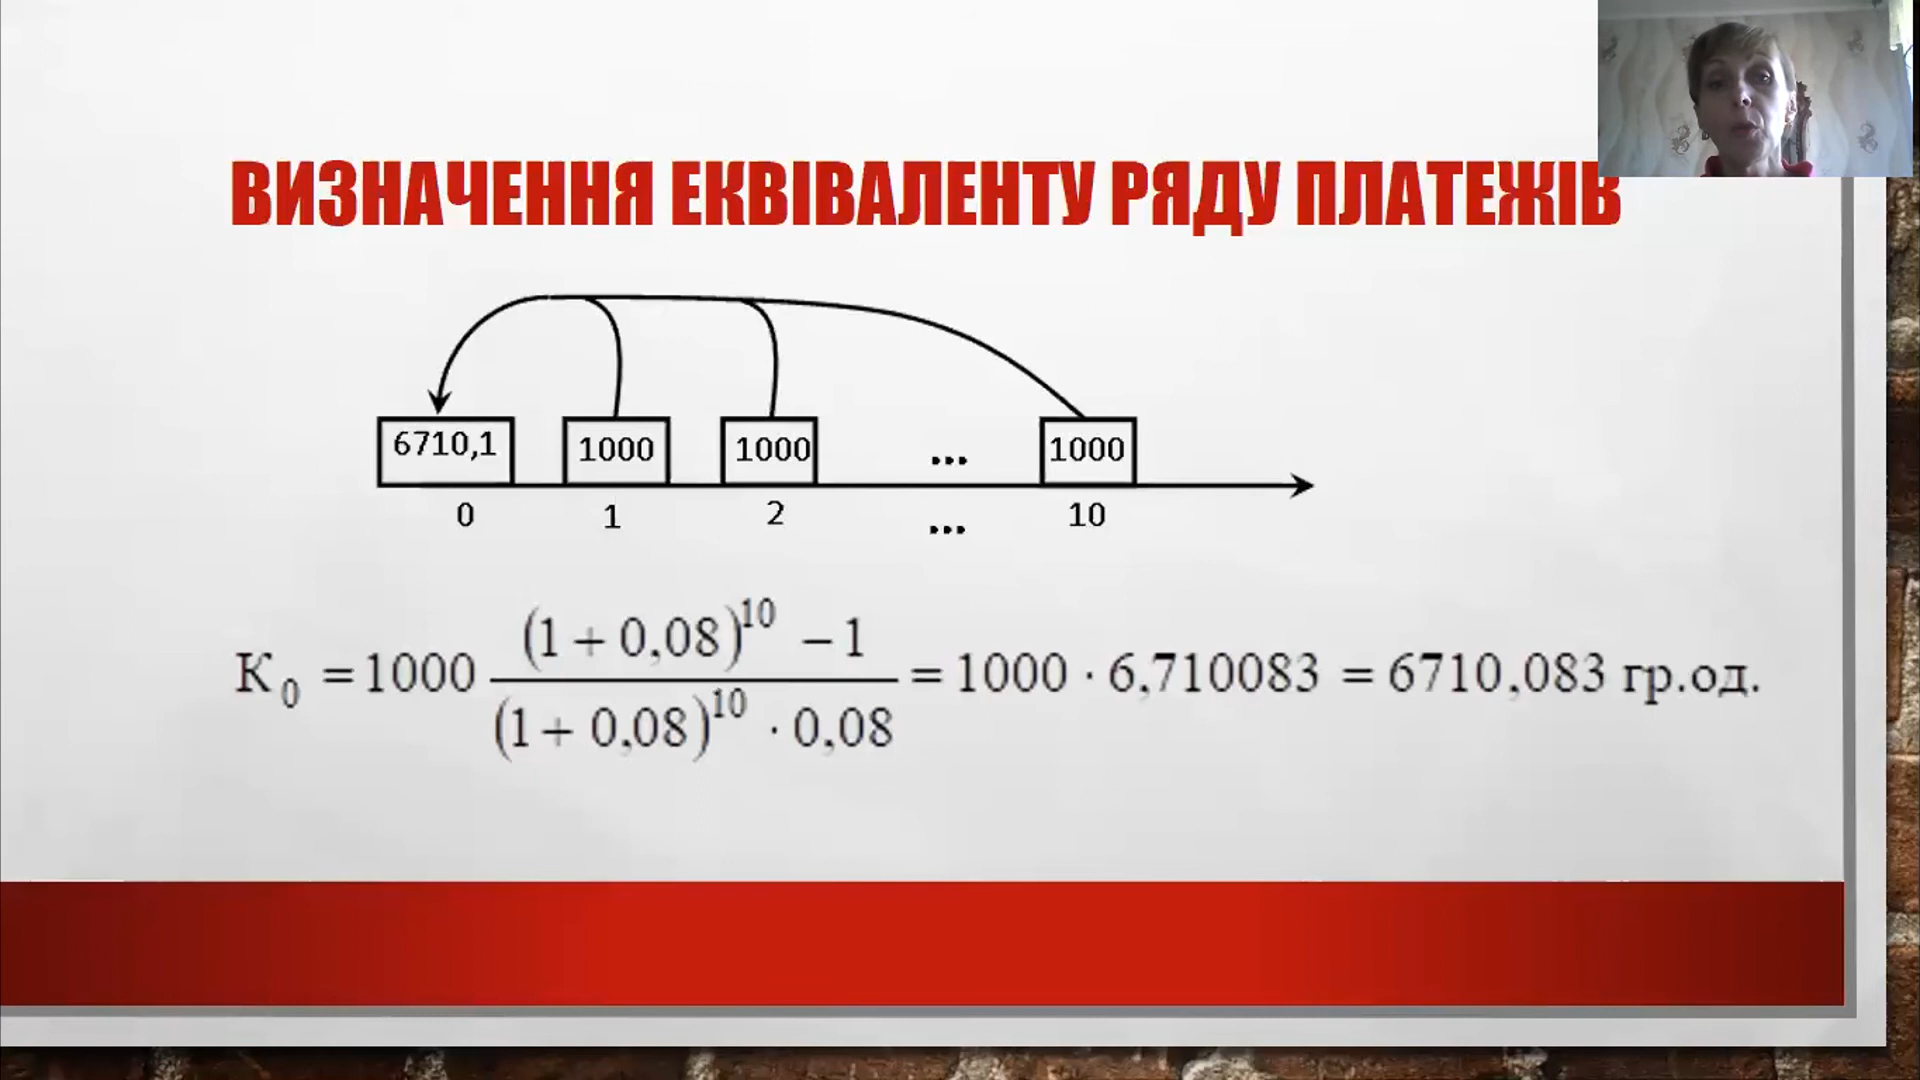 ВИЗНАЧЕННЯ ЕКВІВАЛЕНТУ РЯДУ ПЛАТЕЖІВ
6710,1 1000 1000 ... 1000
0 1 2 ... 10
K₀ = 1000 \frac{(1 + 0,08)^{10} - 1}{(1 + 0,08)^{10} · 0,08} = 1000 · 6,710083 = 6710,083 гр.од.